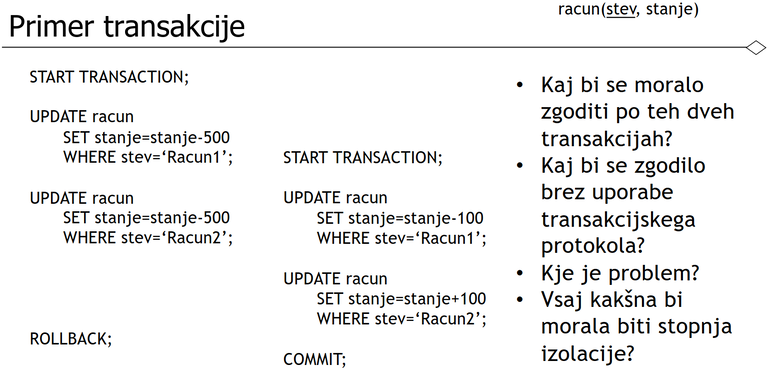 racun(stev, stanje)
Primer transakcije
START TRANSACTION;
UPDATE racun
SET stanje=stanje-500
WHERE stev=‘Racun1’;
UPDATE racun
SET stanje=stanje-500
WHERE stev=‘Racun2’;
ROLLBACK;
START TRANSACTION;
UPDATE racun
SET stanje=stanje-100
WHERE stev=‘Racun1’;
UPDATE racun
SET stanje=stanje+100
WHERE stev=‘Racun2’;
COMMIT;
• Kaj bi se moralo
zgoditi po teh dveh
transakcijah?
• Kaj bi se zgodilo
brez uporabe
transakcijskega
protokola?
• Kje je problem?
• Vsaj kakšna bi
morala biti stopnja
izolacije?